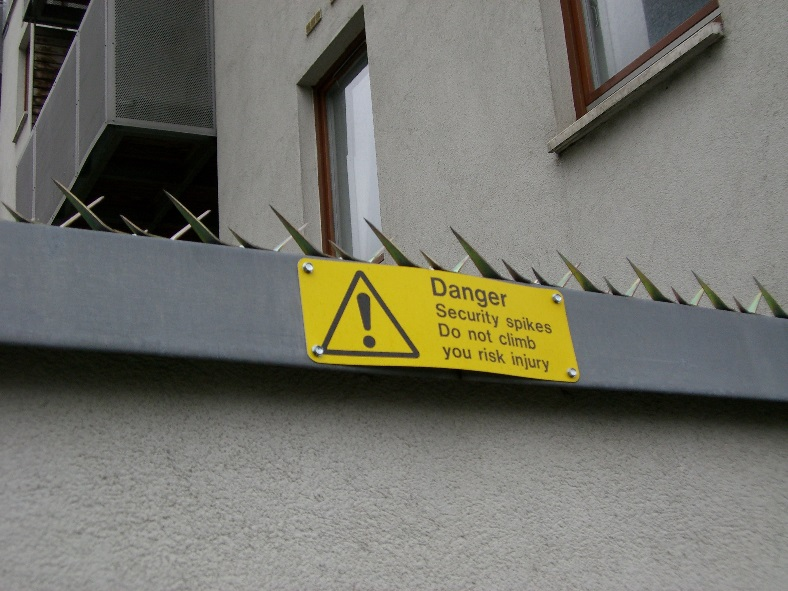 Danger
Security spikes
Do not climb
you risk injury